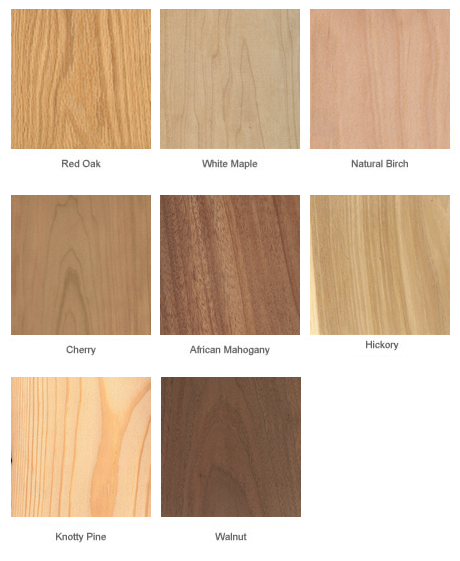 Red Oak
White Maple
Natural Birch
Cherry
African Mahogany
Hickory
Knotty Pine
Walnut